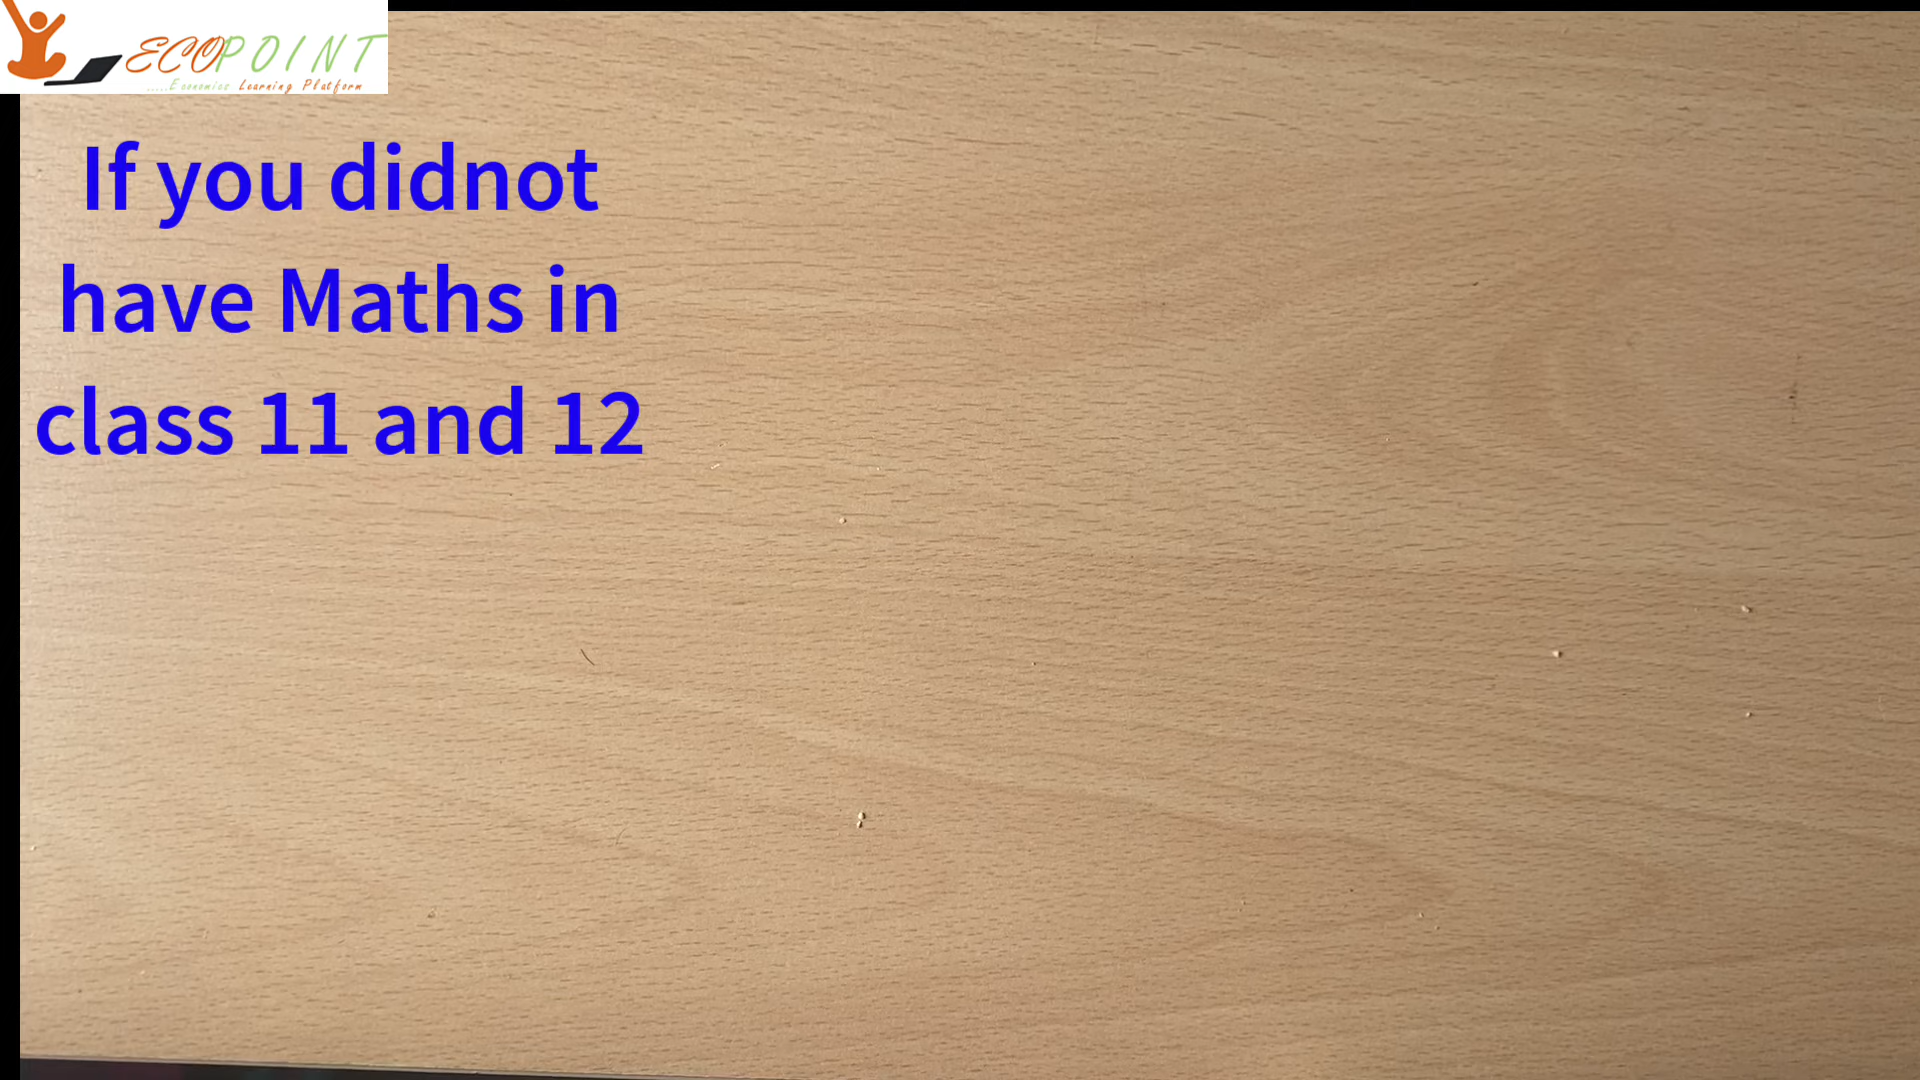 ECOPOINT
.....Economics Learning Platform
If you didnot
have Maths in
class 11 and 12